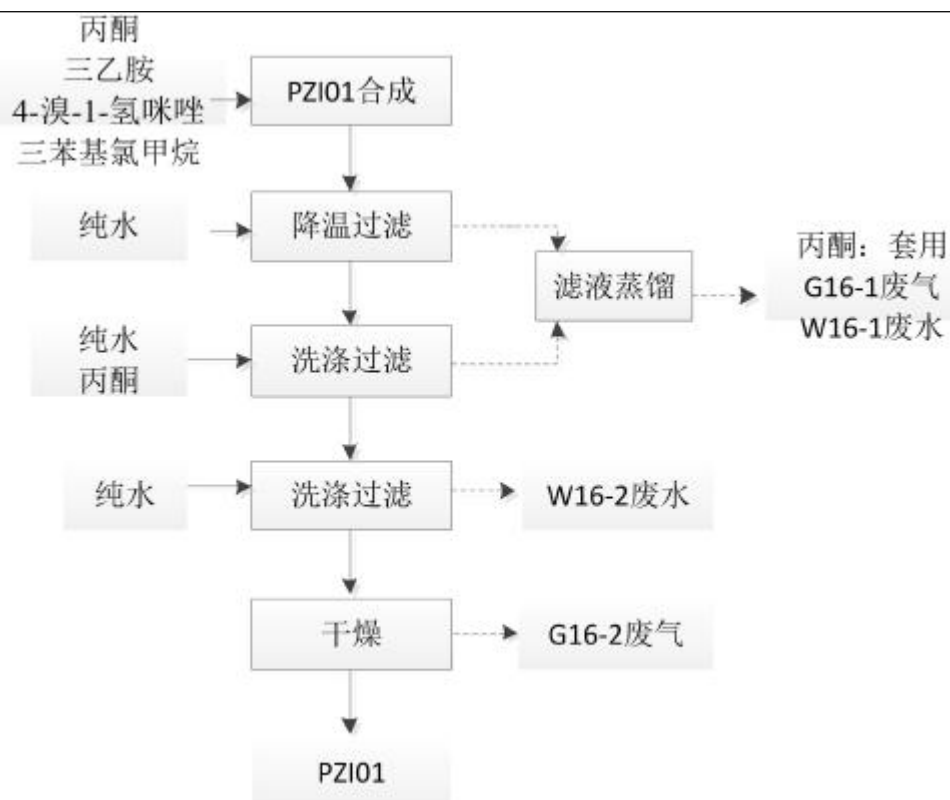 丙酮
三乙胺
4-溴-1-氢咪唑
三苯基氯甲烷
PZI01合成
纯水
降温过滤
滤液蒸馏
丙酮：套用
G16-1废气
W16-1废水
纯水
丙酮
洗涤过滤
纯水
洗涤过滤
W16-2废水
干燥
G16-2废气
PZI01